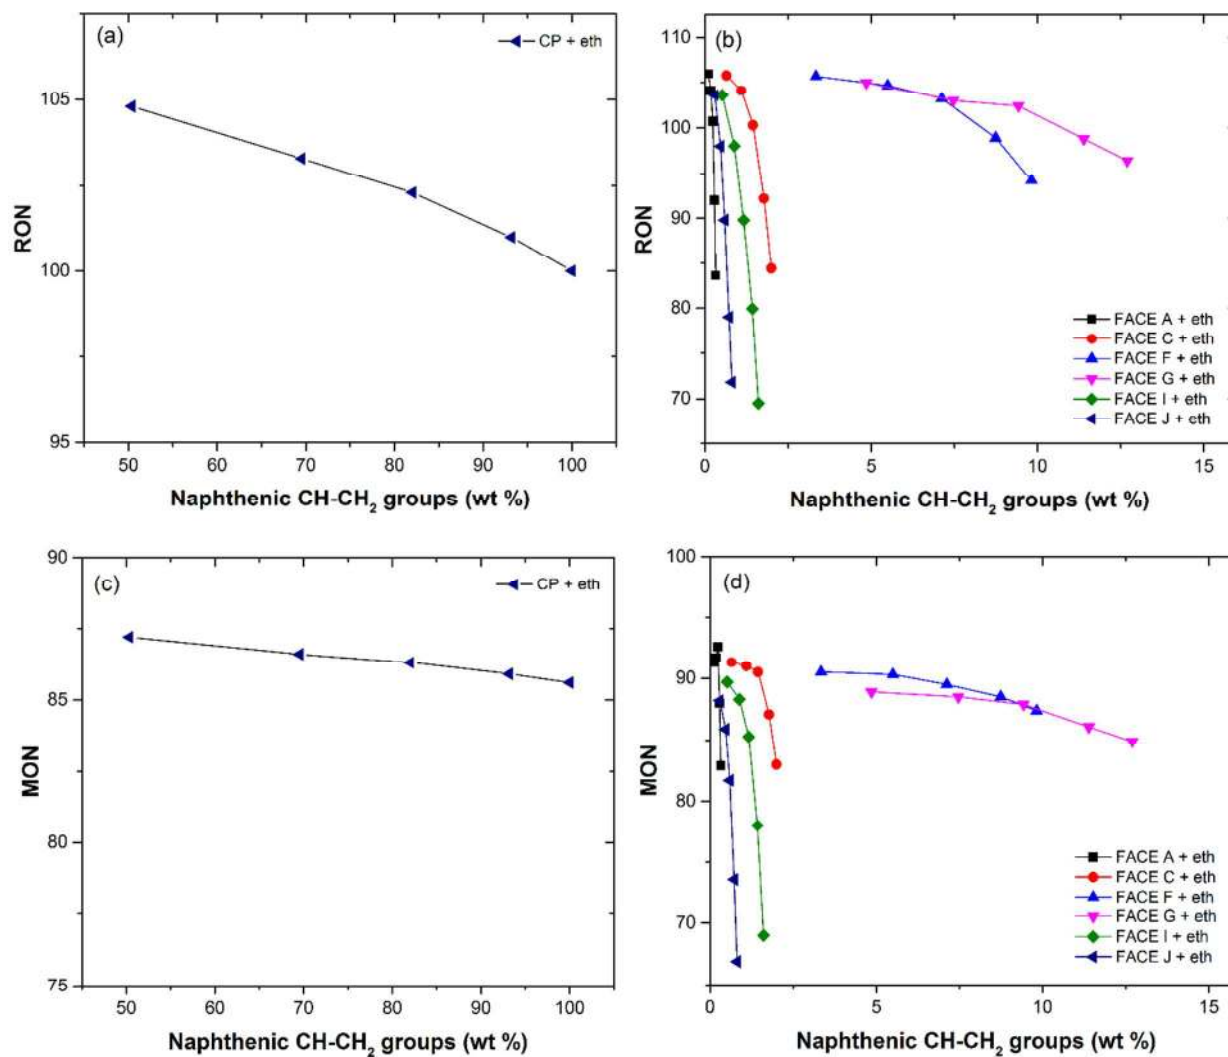 (a)
CP + eth
105
100
95
RON
50 60 70 80 90 100
Naphthenic CH-CH₂ groups (wt %)
(b)
110
100
90
80
70
RON
FACE A + eth
FACE C + eth
FACE F + eth
FACE G + eth
FACE I + eth
FACE J + eth
0 5 10 15
Naphthenic CH-CH₂ groups (wt %)
(c)
CP + eth
90
85
80
75
MON
50 60 70 80 90 100
Naphthenic CH-CH₂ groups (wt %)
(d)
100
90
80
70
MON
FACE A + eth
FACE C + eth
FACE F + eth
FACE G + eth
FACE I + eth
FACE J + eth
0 5 10 15
Naphthenic CH-CH₂ groups (wt %)